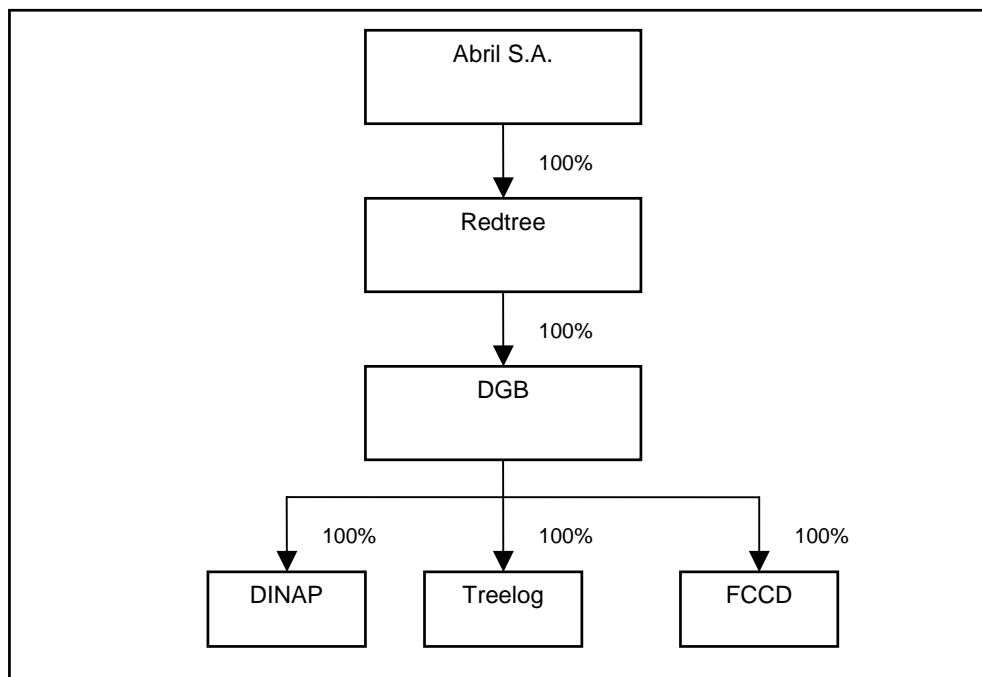 Abril S.A.
100%
Redtree
100%
DGB
100%
100%
100%
DINAP
Treelog
FCCD